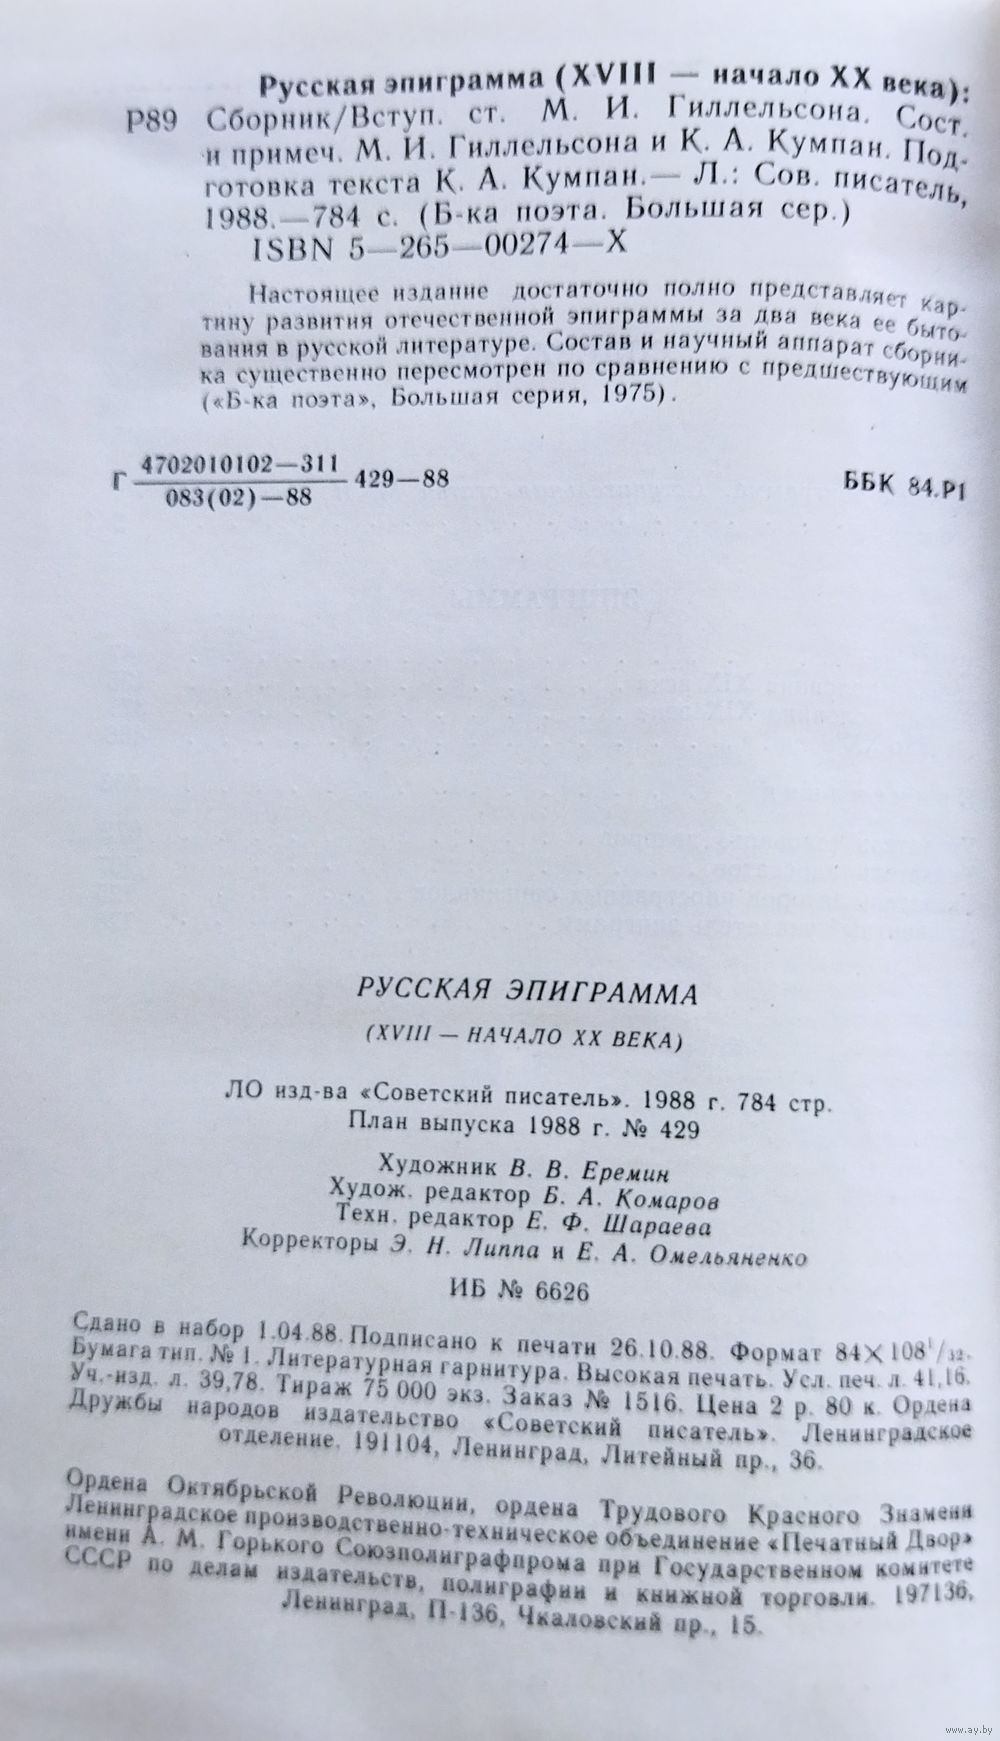 Русская эпиграмма (XVIII — начало XX века):
Р89 Сборник/Вступ. ст. М. И. Гиллельсона. Сост.
и примеч. М. И. Гиллельсона и К. А. Кумпан. Под-
готовка текста К. А. Кумпан.— Л.: Сов. писатель,
1988.—784 с. (Б-ка поэта. Большая сер.)
ISBN 5—265—00274—X
Настоящее издание достаточно полно представляет кар-
тину развития отечественной эпиграммы за два века ее быто-
вания в русской литературе. Состав и научный аппарат сборни-
ка существенно пересмотрен по сравнению с предшествующим
(«Б-ка поэта», Большая серия, 1975).
Г 4702010102—311
083(02)—88
429—88
ББК 84.Р1
РУССКАЯ ЭПИГРАММА
(XVIII — НАЧАЛО XX ВЕКА)
ЛО изд-ва «Советский писатель». 1988 г. 784 стр.
План выпуска 1988 г. № 429
Художник В. В. Еремин
Худож. редактор Б. А. Комаров
Техн. редактор Е. Ф. Шараева
Корректоры Э. Н. Липпа и Е. А. Омельяненко
ИБ № 6626
Сдано в набор 1.04.88. Подписано к печати 26.10.88. Формат 84×108¹/₃₂.
Бумага тип. № 1. Литературная гарнитура. Высокая печать. Усл. печ. л. 41,16.
Уч.-изд. л. 39,78. Тираж 75 000 экз. Заказ № 1516. Цена 2 р. 80 к. Ордена
Дружбы народов издательство «Советский писатель». Ленинградское
отделение. 191104, Ленинград, Литейный пр., 36.
Ордена Октябрьской Революции, ордена Трудового Красного Знамени
Ленинградское производственно-техническое объединение «Печатный Двор»
имени А. М. Горького Союзполиграфпрома при Государственном комитете
СССР по делам издательств, полиграфии и книжной торговли. 197136,
Ленинград, П-136, Чкаловский пр., 15.
www.ay.by